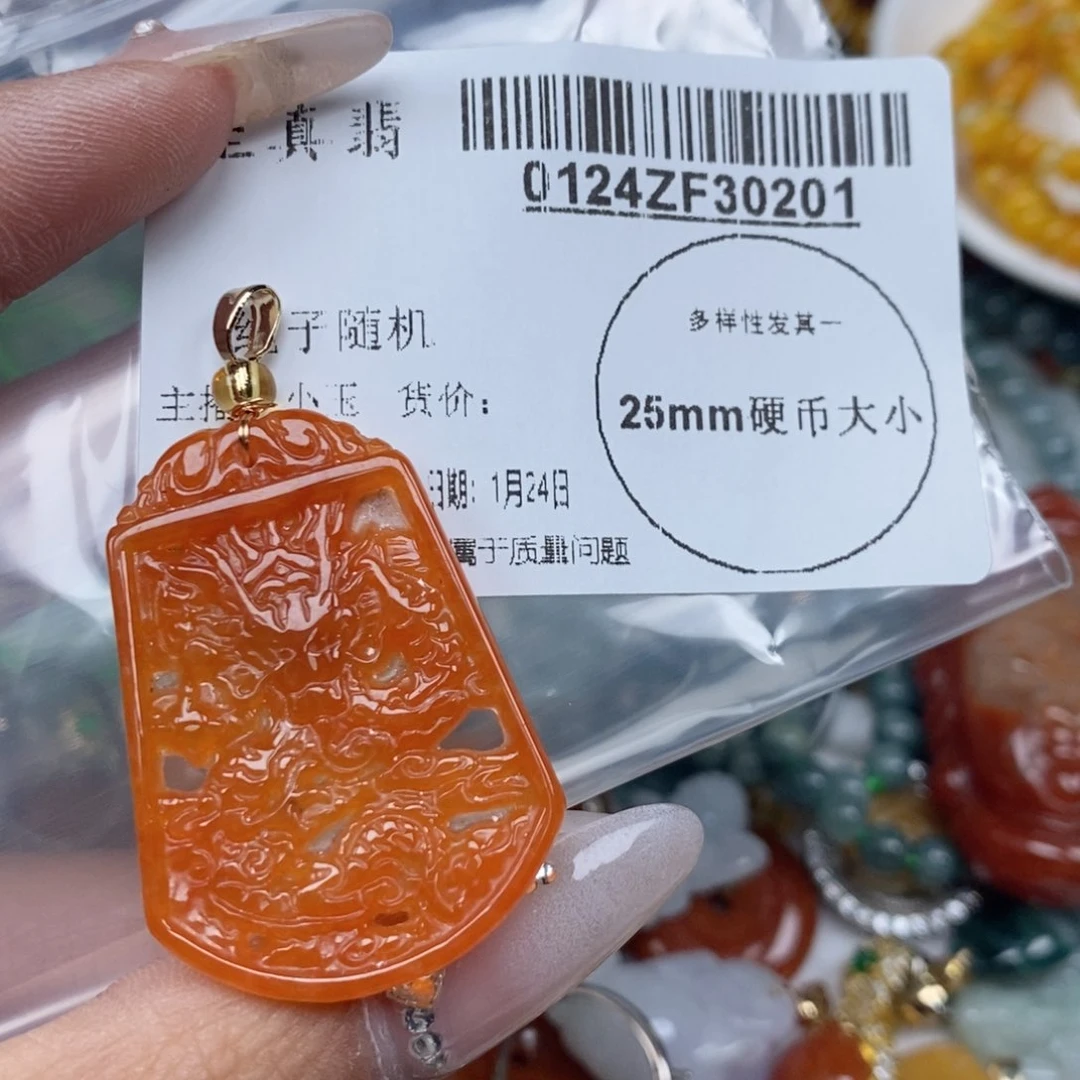 真翡
0124ZF30201
子随机
多样性发其一
25mm硬币大小
主播 小玉 货价：
日期：1月24日
属于质量问题